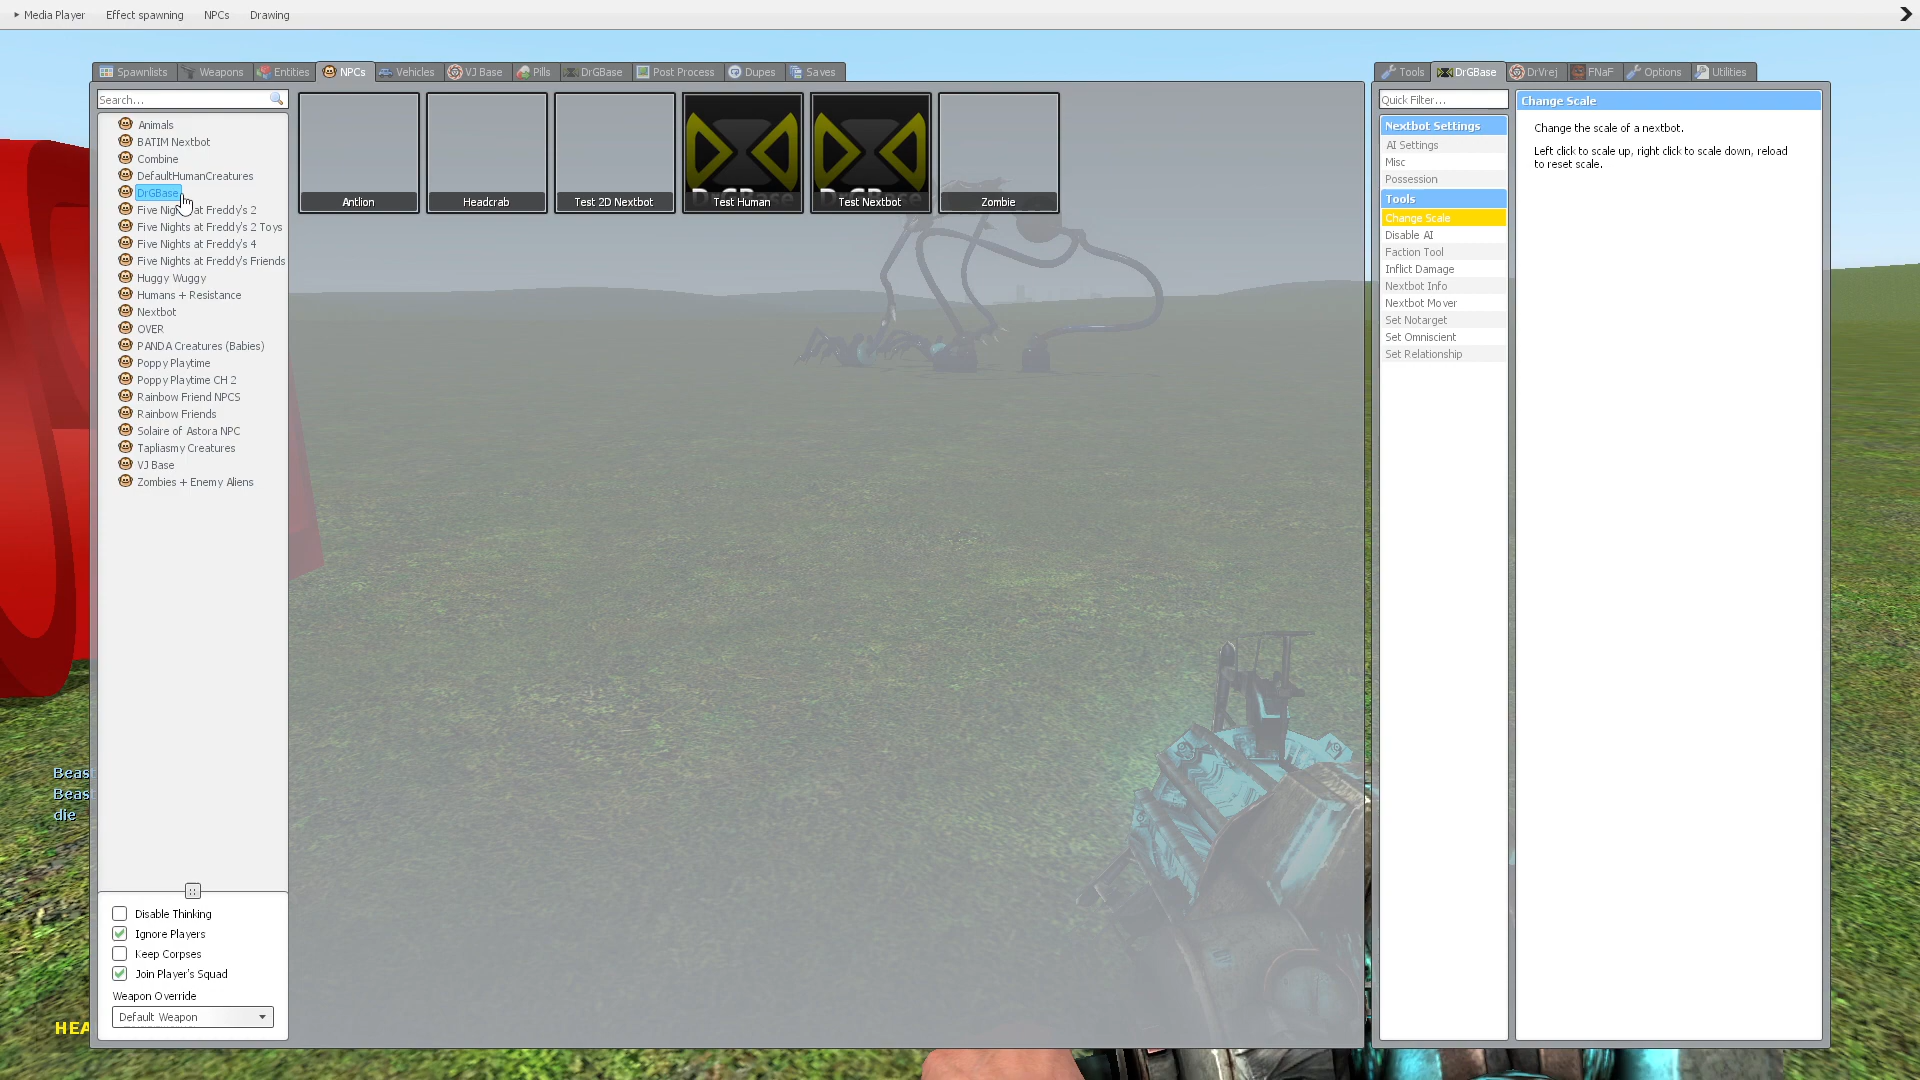 Media Player Effect spawning NPCs Drawing
Spawnlists Weapons Entities NPCs Vehicles VJ Base Pills DrGBase Post Process Dupes Saves
Tools DrGBase DrVrej FNaF Options Utilities
Search...
Animals
BATIM Nextbot
Combine
DefaultHumanCreatures
DrGBase
Five Nights at Freddy's 2
Five Nights at Freddy's 2 Toys
Five Nights at Freddy's 4
Five Nights at Freddy's Friends
Huggy Wuggy
Humans + Resistance
Nextbot
OVER
PANDA Creatures (Babies)
Poppy Playtime
Poppy Playtime CH 2
Rainbow Friend NPCS
Rainbow Friends
Solaire of Astora NPC
Tapliasmy Creatures
VJ Base
Zombies + Enemy Aliens
Disable Thinking
Ignore Players
Keep Corpses
Join Player's Squad
Weapon Override
Default Weapon
DrGBase DrGBase
Antlion Headcrab Test 2D Nextbot Test Human Test Nextbot Zombie
Quick Filter...
Nextbot Settings
AI Settings
Misc
Possession
Tools
Change Scale
Disable AI
Faction Tool
Inflict Damage
Nextbot Info
Nextbot Mover
Set Notarget
Set Omniscient
Set Relationship
Change Scale
Change the scale of a nextbot.
Left click to scale up, right click to scale down, reload
to reset scale.
Beast
Beast
die
HEA